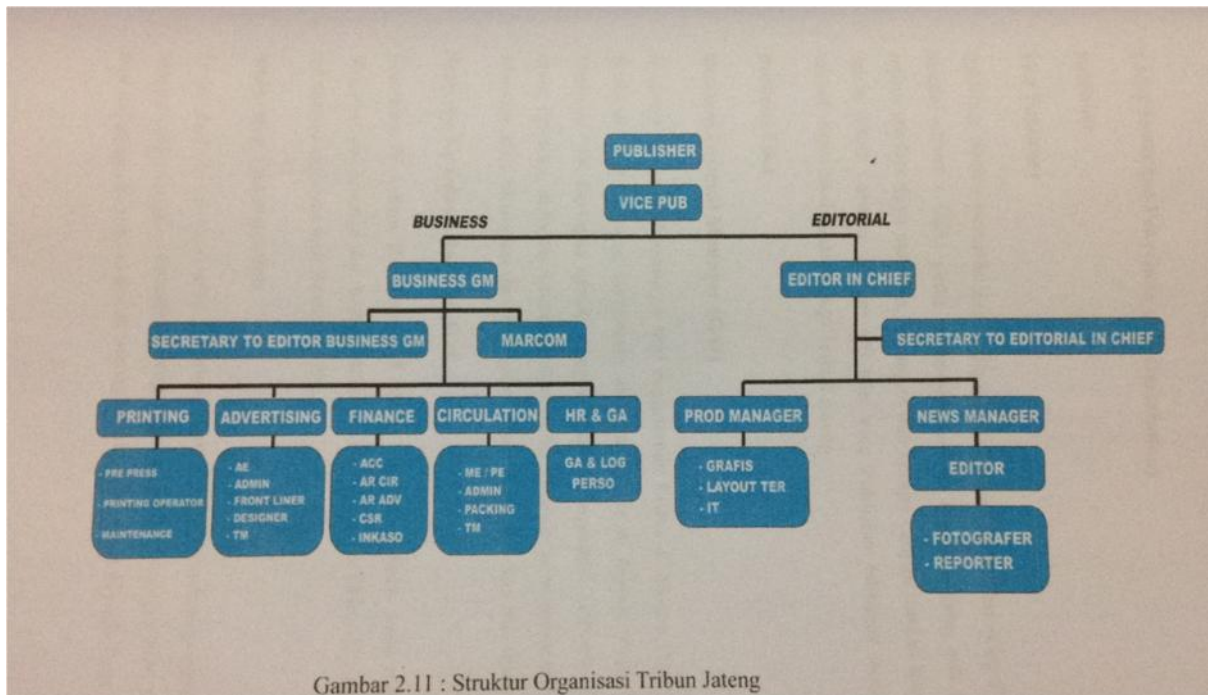 PUBLISHER
VICE PUB
BUSINESS
EDITORIAL
BUSINESS GM
EDITOR IN CHIEF
SECRETARY TO EDITOR BUSINESS GM
MARCOM
SECRETARY TO EDITORIAL IN CHIEF
PRINTING
- PRE PRESS
- PRINTING OPERATOR
- MAINTENANCE
ADVERTISING
- AE
- ADMIN
- FRONT LINER
- DESIGNER
- TM
FINANCE
- ACC
- AR CIR
- AR ADV
- CSR
- INKASO
CIRCULATION
- ME / PE
- ADMIN
- PACKING
- TM
HR & GA
GA & LOG
PERSO
PROD MANAGER
- GRAFIS
- LAYOUT TER
- IT
NEWS MANAGER
EDITOR
- FOTOGRAFER
- REPORTER
Gambar 2.11 : Struktur Organisasi Tribun Jateng